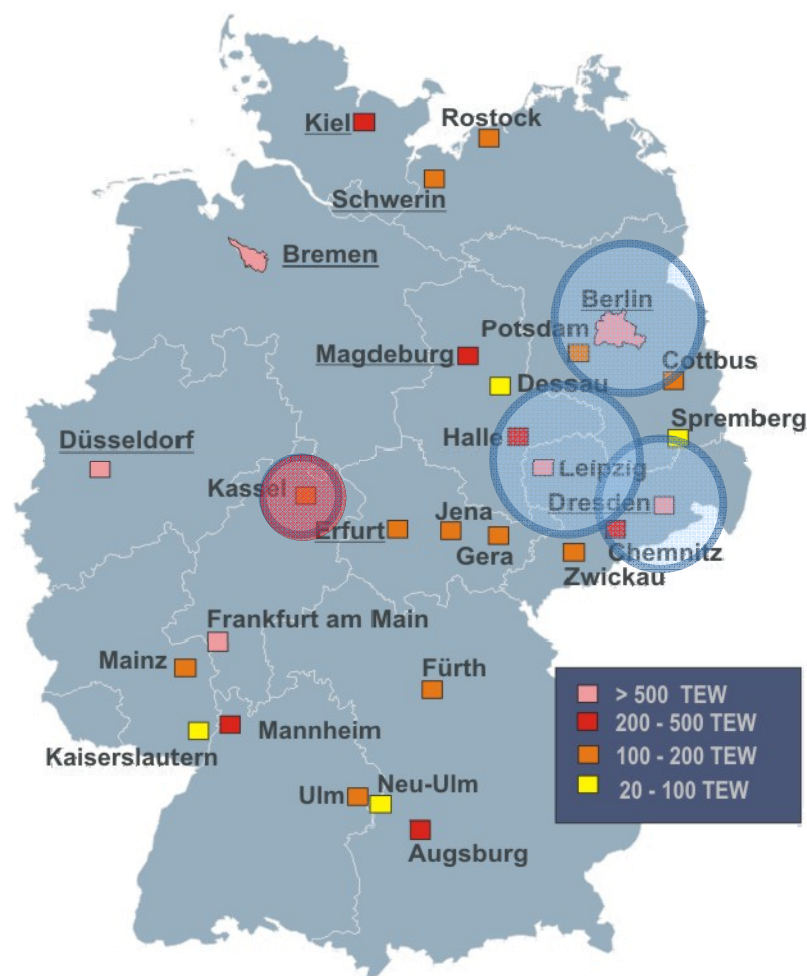 Kiel
Rostock
Schwerin
Bremen
Berlin
Potsdam
Magdeburg
Cottbus
Dessau
Spremberg
Halle
Düsseldorf
Leipzig
Kassel
Dresden
Jena
Erfurt
Chemnitz
Gera
Zwickau
Frankfurt am Main
Mainz
Fürth
> 500 TEW
200 - 500 TEW
Mannheim
Kaiserslautern
100 - 200 TEW
20 - 100 TEW
Neu-Ulm
Ulm
Augsburg